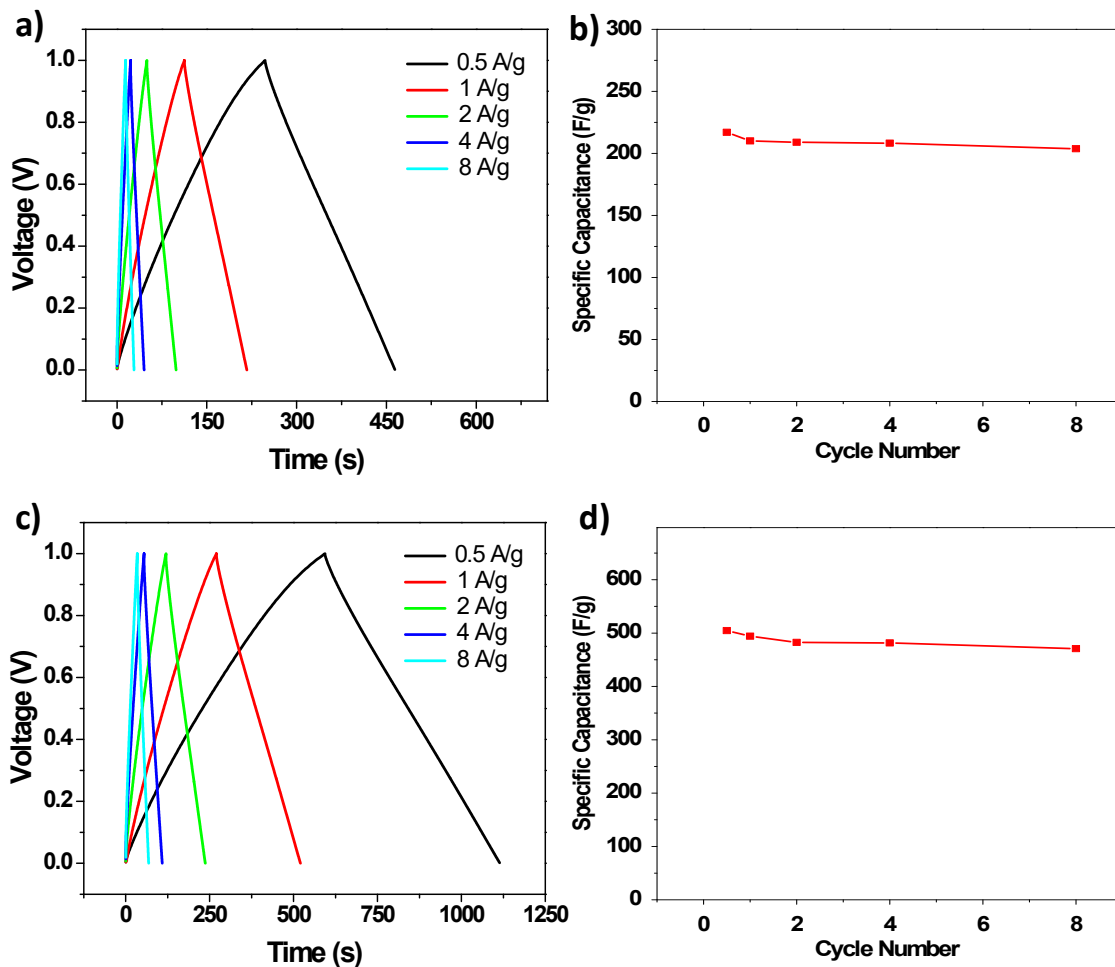 a)
1.0
0.8
0.6
0.4
0.2
0.0
Voltage (V)
0.5 A/g
1 A/g
2 A/g
4 A/g
8 A/g
0 150 300 450 600
Time (s)
b)
300
250
200
150
100
50
0
Specific Capacitance (F/g)
0 2 4 6 8
Cycle Number
c)
1.0
0.8
0.6
0.4
0.2
0.0
Voltage (V)
0.5 A/g
1 A/g
2 A/g
4 A/g
8 A/g
0 250 500 750 1000 1250
Time (s)
d)
600
500
400
300
200
100
0
Specific Capacitance (F/g)
0 2 4 6 8
Cycle Number